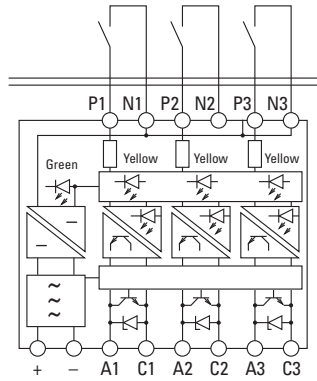 P1 N1 P2 N2 P3 N3
Green Yellow Yellow Yellow
+ − A1 C1 A2 C2 A3 C3